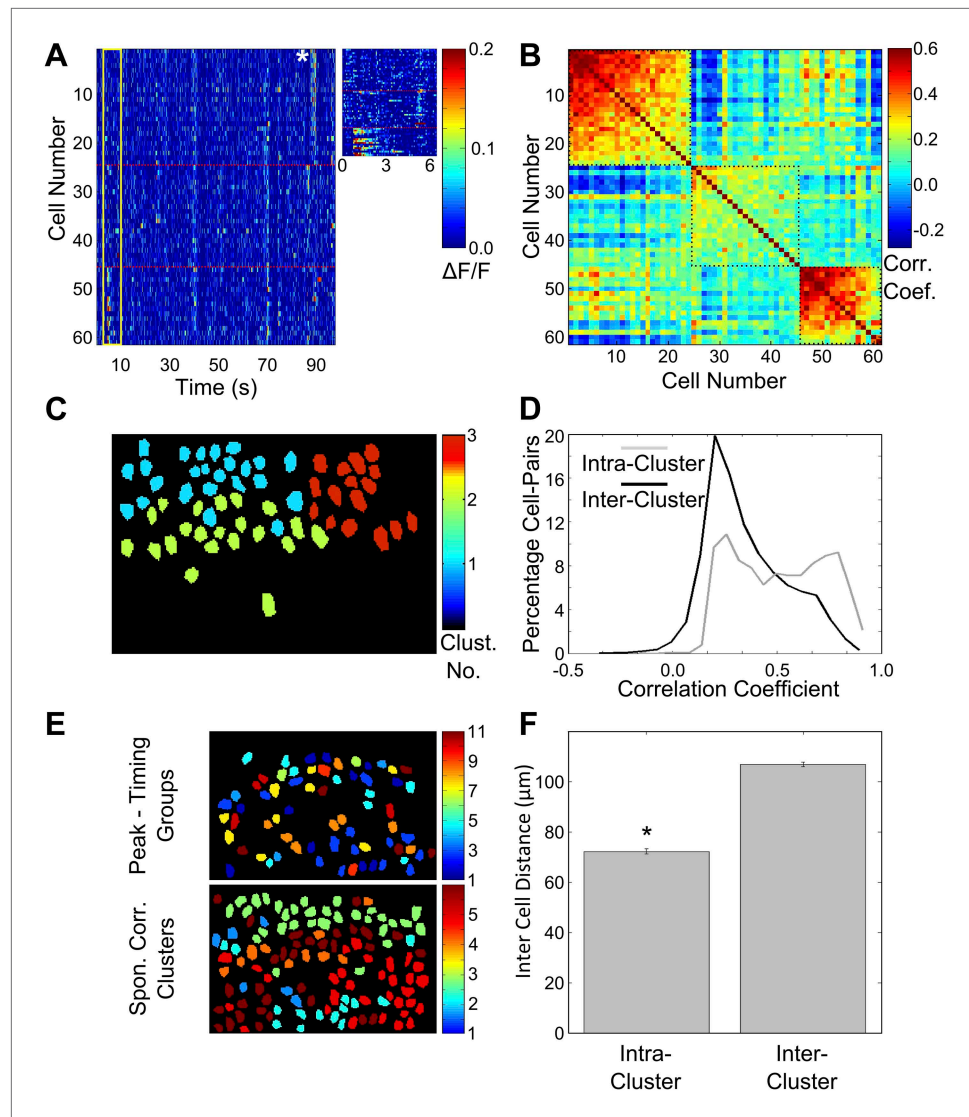 A
*
Cell Number
10
20
30
40
50
60
10 30 50 70 90
Time (s)
0 3 6
0.2
0.1
0.0
ΔF/F
B
Cell Number
10
20
30
40
50
60
10 20 30 40 50 60
Cell Number
0.6
0.4
0.2
0.0
-0.2
Corr.
Coef.
C
3
2
1
Clust.
No.
D
Percentage Cell-Pairs
20
16
12
8
4
0
Intra-Cluster
Inter-Cluster
-0.5 0.0 0.5 1.0
Correlation Coefficient
E
Peak - Timing
Groups
11
9
7
5
3
1
Spon. Corr.
Clusters
5
4
3
2
1
F
Inter Cell Distance (µm)
100
80
60
40
20
0
*
Intra-
Cluster
Inter-
Cluster